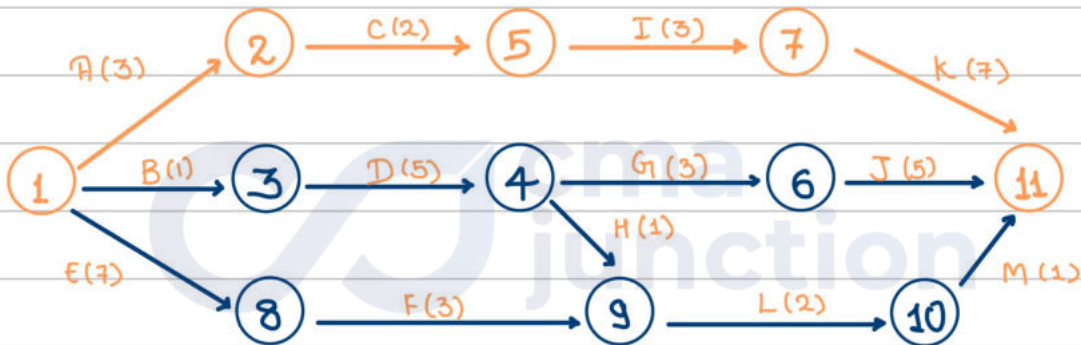 A(3)
2
C(2)
5
I(3)
7
K(7)
1
B(1)
3
D(5)
4
G(3)
6
J(5)
11
H(1)
E(7)
8
F(3)
9
L(2)
10
M(1)
cma
junction